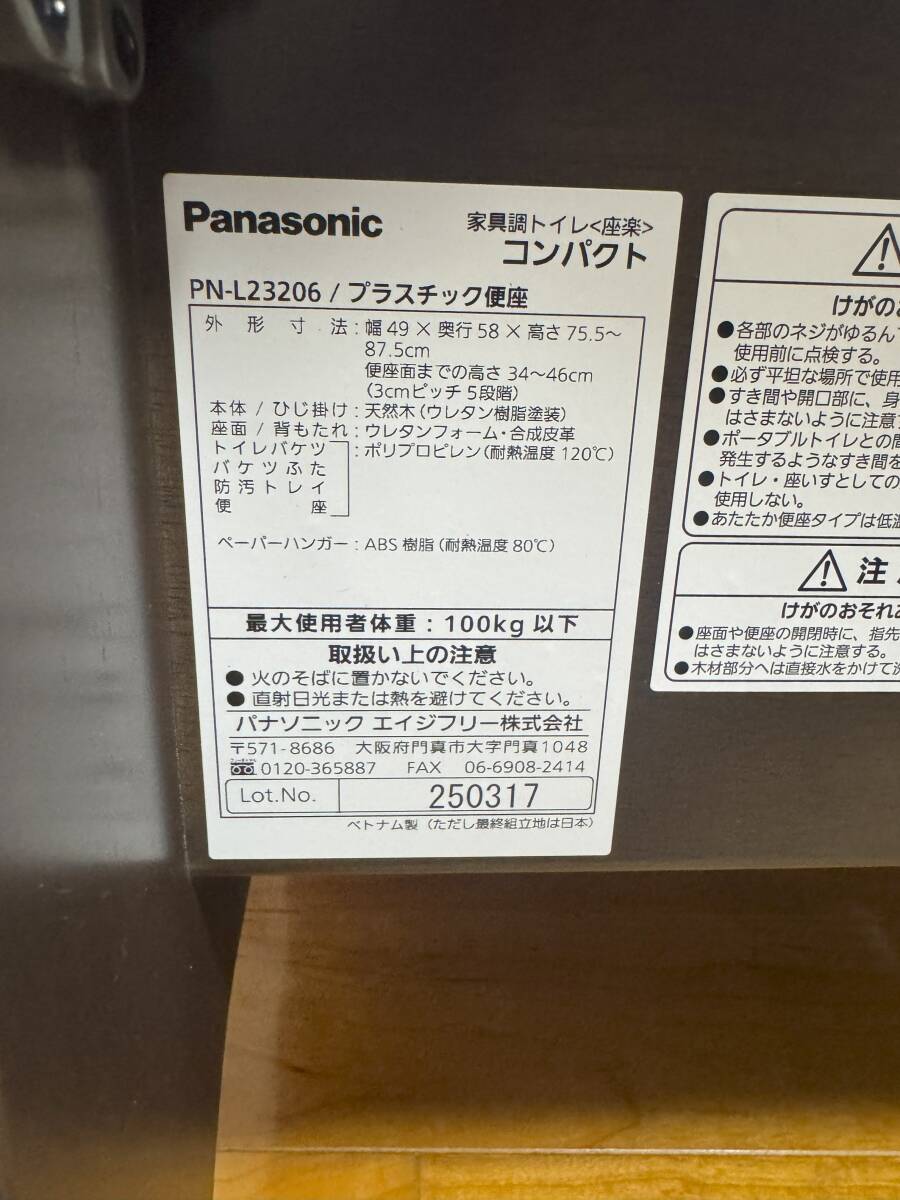 Panasonic
家具調トイレ<座楽>
コンパクト
PN-L23206 / プラスチック便座
外形寸法:幅49×奥行58×高さ75.5～
87.5cm
便座面までの高さ34～46cm
(3cmピッチ5段階)
本体 / ひじ掛け:天然木(ウレタン樹脂塗装)
座面 / 背もたれ:ウレタンフォーム・合成皮革
トイレバケツ:ポリプロピレン(耐熱温度120℃)
バケツふた
防汚トレイ
便座
ペーパーハンガー:ABS樹脂(耐熱温度80℃)
最大使用者体重:100kg以下
取扱い上の注意
●火のそばに置かないでください。
●直射日光または熱を避けてください。
パナソニック エイジフリー株式会社
〒571-8686 大阪府門真市大字門真1048
0120-365887 FAX 06-6908-2414
Lot.No. 250317
ベトナム製(ただし最終組立地は日本)
けがのお
●各部のネジがゆるん
使用前に点検する。
●必ず平坦な場所で使用
●すき間や開口部に、身
はさまないように注意
●ポータブルトイレとの間
発生するようなすき間を
●トイレ・座いすとしての
使用しない。
●あたたか便座タイプは低温
注
けがのおそれ
●座面や便座の開閉時に、指先
はさまないように注意する。
●木材部分へは直接水をかけて